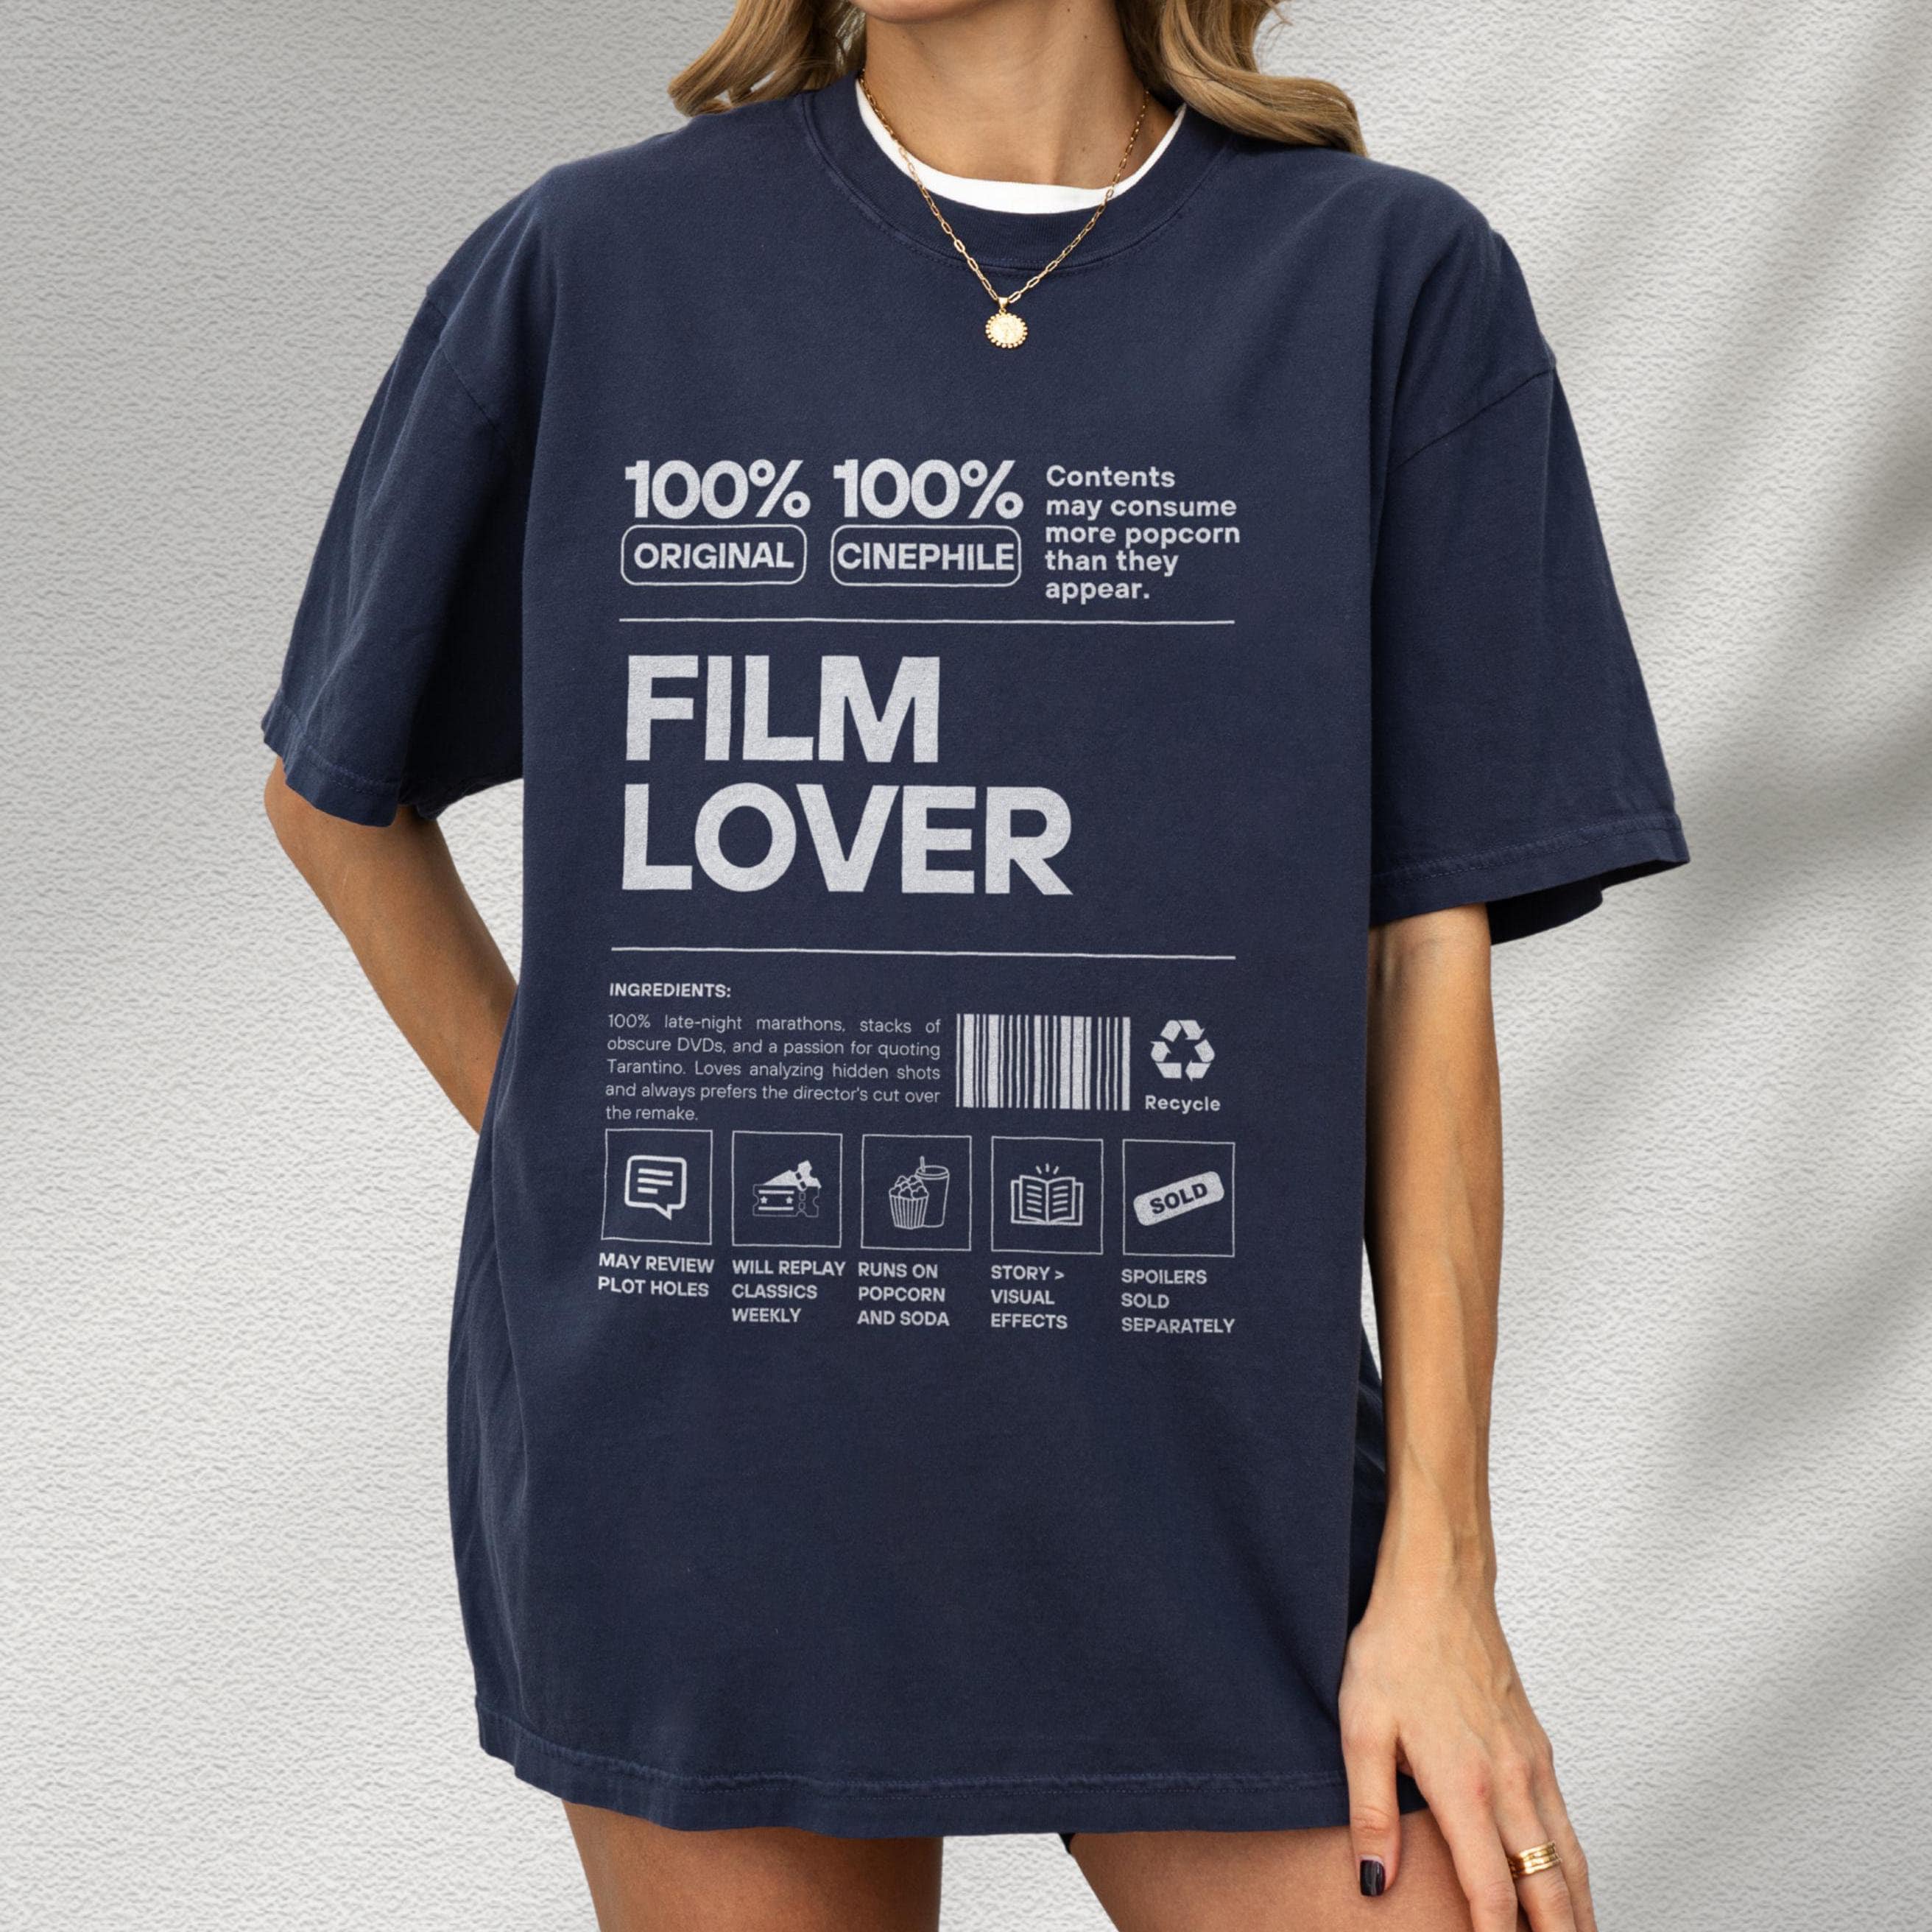 100% 100%
ORIGINAL CINEPHILE
Contents
may consume
more popcorn
than they
appear.
FILM
LOVER
INGREDIENTS:
100% late-night marathons, stacks of
obscure DVDs, and a passion for quoting
Tarantino. Loves analyzing hidden shots
and always prefers the director's cut over
the remake.
Recycle
SOLD
MAY REVIEW
PLOT HOLES
WILL REPLAY
CLASSICS
WEEKLY
RUNS ON
POPCORN
AND SODA
STORY >
VISUAL
EFFECTS
SPOILERS
SOLD
SEPARATELY